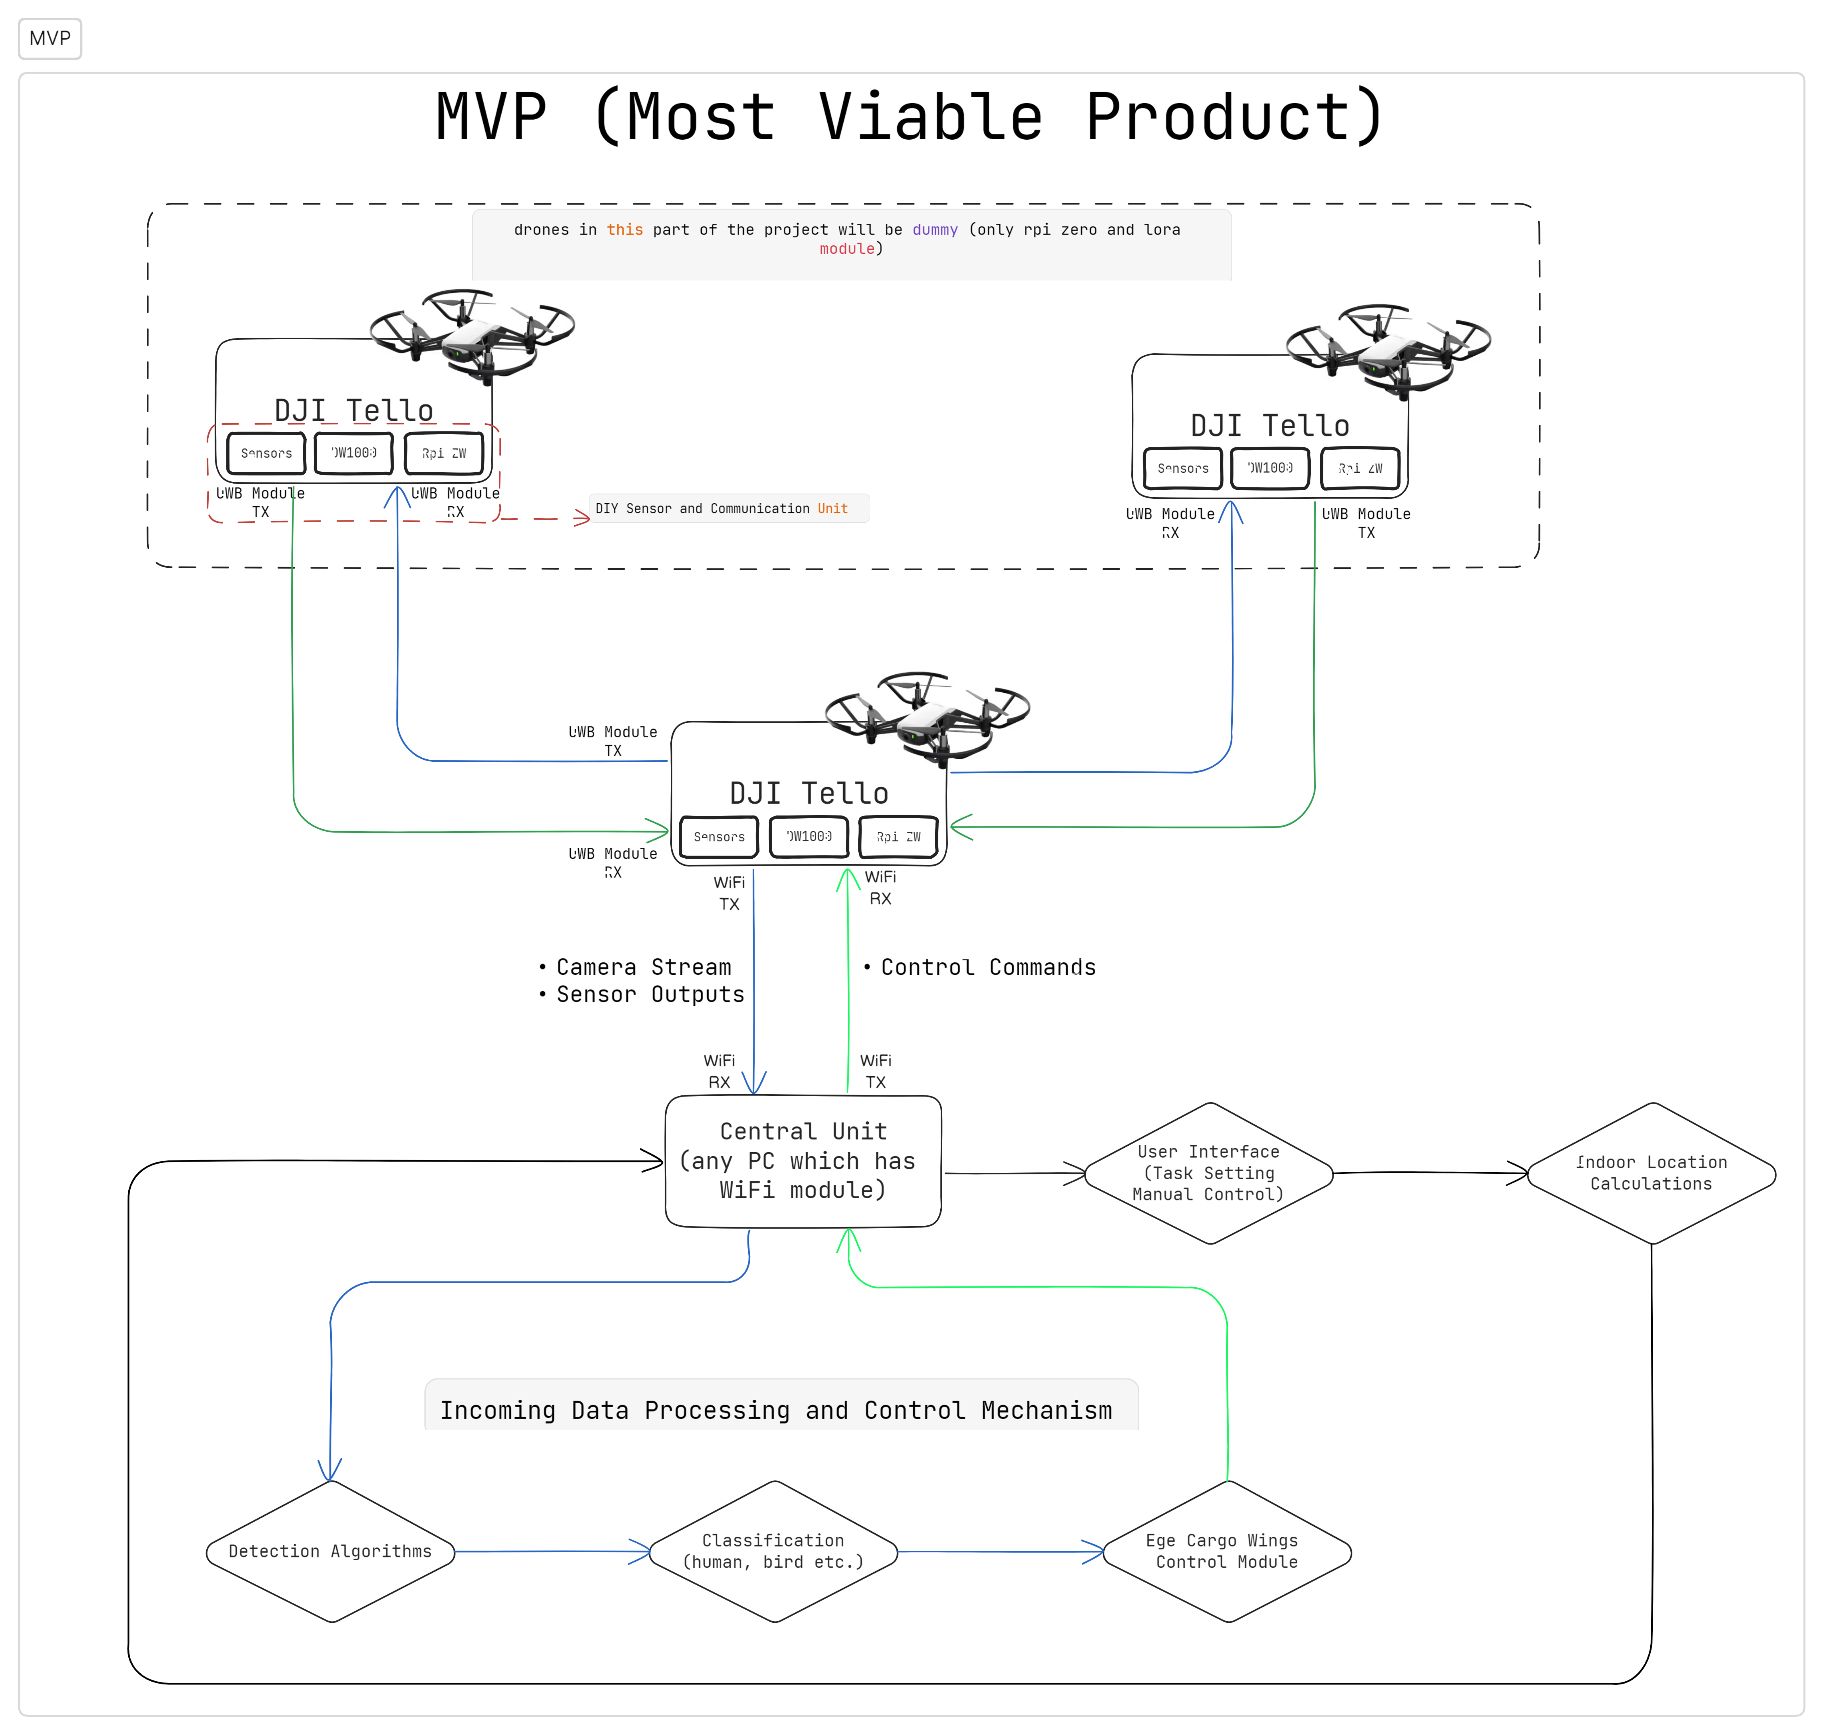 MVP
MVP (Most Viable Product)
drones in this part of the project will be dummy (only rpi zero and lora
module)
DJI Tello
Sensors
DW1000
Rpi ZW
UWB Module
TX
UWB Module
RX
DIY Sensor and Communication Unit
DJI Tello
Sensors
DW1000
Rpi ZW
UWB Module
RX
UWB Module
TX
UWB Module
TX
DJI Tello
Sensors
DW1000
Rpi ZW
UWB Module
RX
WiFi
TX
WiFi
RX
• Camera Stream
• Sensor Outputs
• Control Commands
WiFi
RX
WiFi
TX
Central Unit
(any PC which has
WiFi module)
User Interface
(Task Setting
Manual Control)
Indoor Location
Calculations
Incoming Data Processing and Control Mechanism
Detection Algorithms
Classification
(human, bird etc.)
Ege Cargo Wings
Control Module